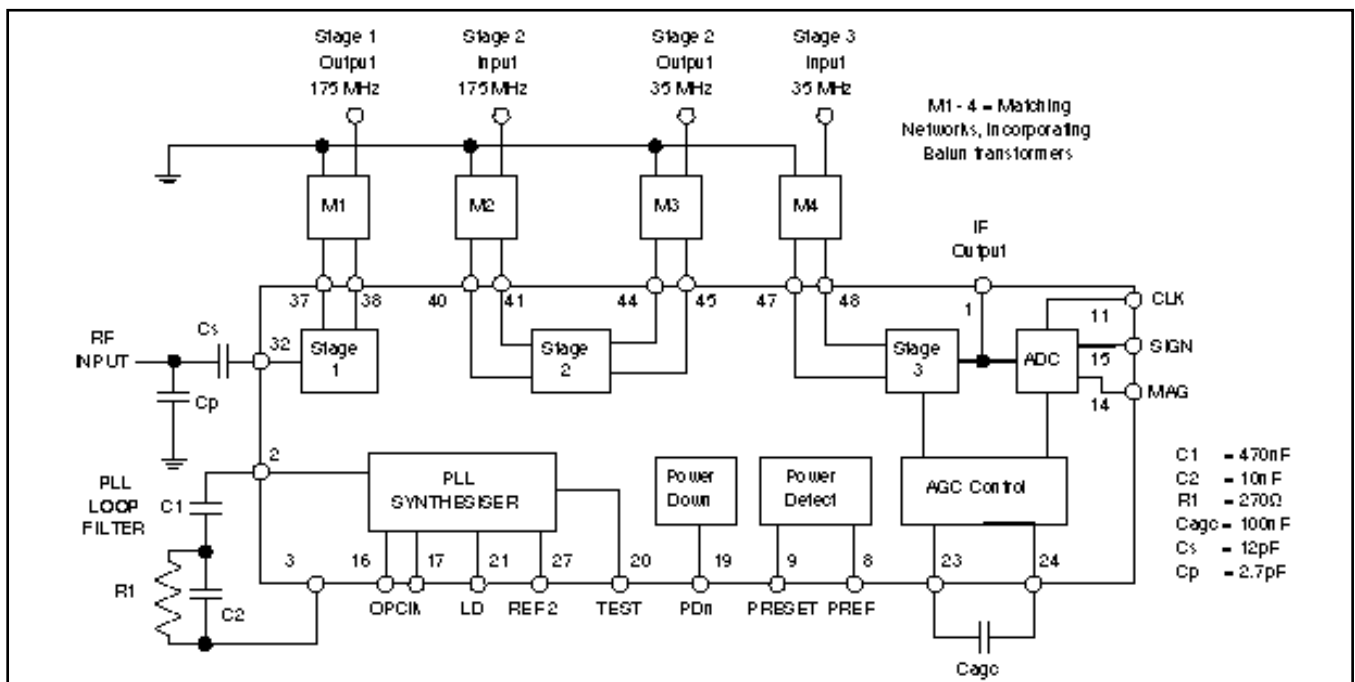 Stage 1
Output
175 MHz
Stage 2
Input
175 MHz
Stage 2
Output
35 MHz
Stage 3
Input
35 MHz
M1 - 4 = Matching
Networks, Incorporating
Balun transformers
M1
M2
M3
M4
IF
Output
37
38
40
41
44
45
47
48
1
11
CLK
RF
INPUT
Cs
32
Stage
1
Stage
2
Stage
3
ADC
15
SIGN
14
MAG
Cp
2
PLL
LOOP
FILTER
C1
PLL
SYNTHESISER
Power
Down
Power
Detect
AGC Control
C1 = 470nF
C2 = 10nF
R1 = 270Ω
Cagc = 100nF
Cs = 12pF
Cp = 2.7pF
R1
C2
3
16
17
21
27
20
19
9
8
23
24
OPCIM
LD
REF 2
TEST
PDn
PRESET
PREF
Cagc